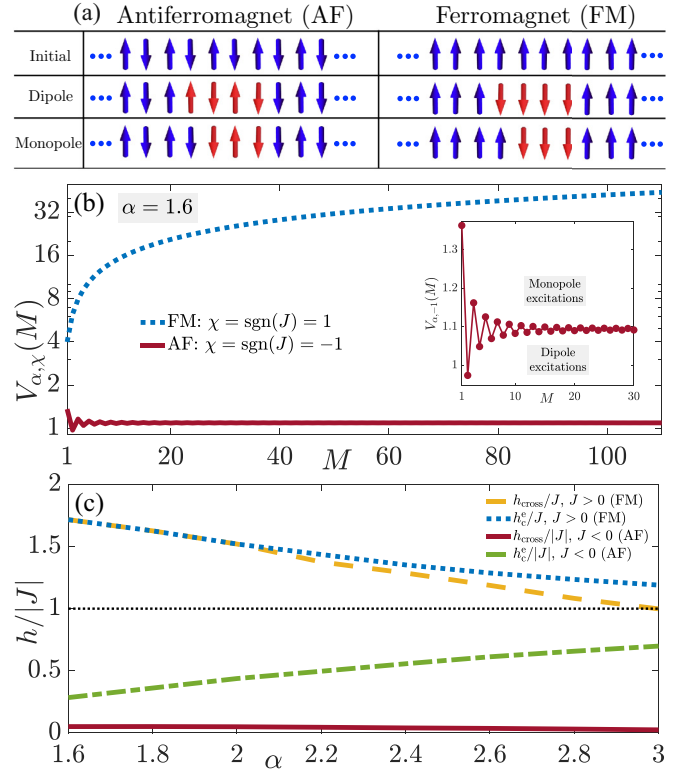 (a) Antiferromagnet (AF) Ferromagnet (FM)
Initial
Dipole
Monopole
(b) α = 1.6
V_{α,χ}(M)
32
16
8
4
2
1
FM: χ = sgn(J) = 1
AF: χ = sgn(J) = −1
V_{α,−1}(M)
1.3
1.2
1.1
1
Monopole
excitations
Dipole
excitations
1 10 20 30
M
1 20 40 60 80 100
M
(c)
h_{cross}/J, J > 0 (FM)
h_c^e/J, J > 0 (FM)
h_{cross}/|J|, J < 0 (AF)
h_c^e/|J|, J < 0 (AF)
h/|J|
2
1.5
1
0.5
0
1.6 1.8 2 2.2 2.4 2.6 2.8 3
α